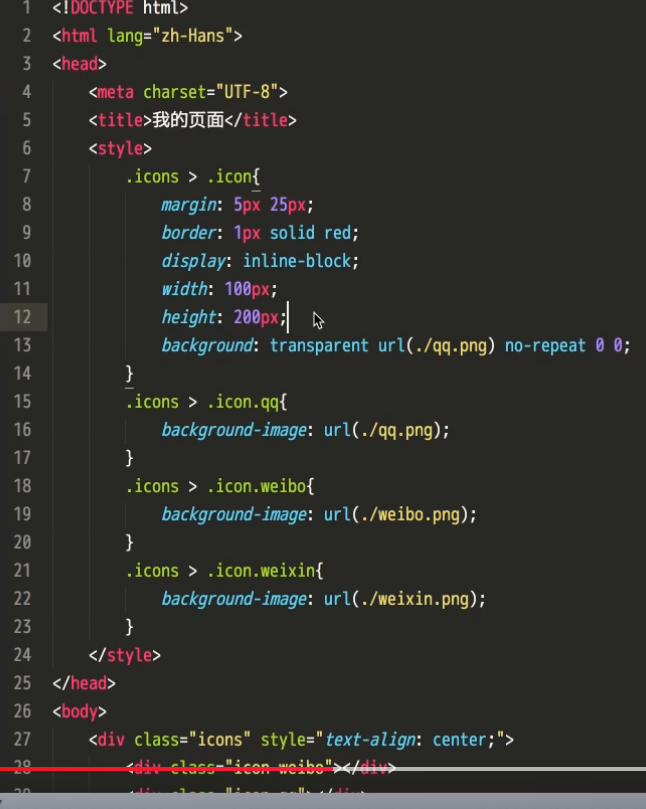 1 <!DOCTYPE html>
2 <html lang="zh-Hans">
3 <head>
4 <meta charset="UTF-8">
5 <title>我的页面</title>
6 <style>
7 .icons > .icon{
8 margin: 5px 25px;
9 border: 1px solid red;
10 display: inline-block;
11 width: 100px;
12 height: 200px;
13 background: transparent url(./qq.png) no-repeat 0 0;
14 }
15 .icons > .icon.qq{
16 background-image: url(./qq.png);
17 }
18 .icons > .icon.weibo{
19 background-image: url(./weibo.png);
20 }
21 .icons > .icon.weixin{
22 background-image: url(./weixin.png);
23 }
24 </style>
25 </head>
26 <body>
27 <div class="icons" style="text-align: center;">
28 <div class="icon weibo"></div>
29 <div class="icon qq"></div>